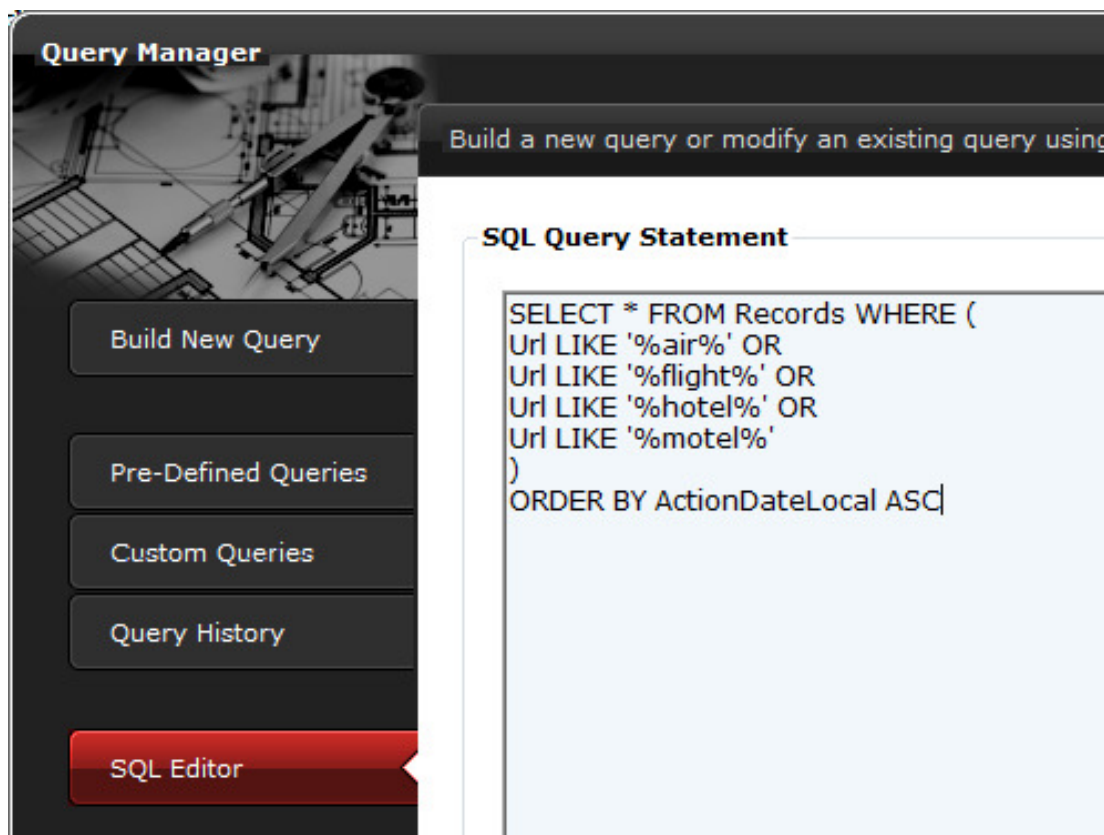 Query Manager
Build a new query or modify an existing query using
SQL Query Statement
SELECT * FROM Records WHERE (
Url LIKE '%air%' OR
Url LIKE '%flight%' OR
Url LIKE '%hotel%' OR
Url LIKE '%motel%'
)
ORDER BY ActionDateLocal ASC
Build New Query
Pre-Defined Queries
Custom Queries
Query History
SQL Editor